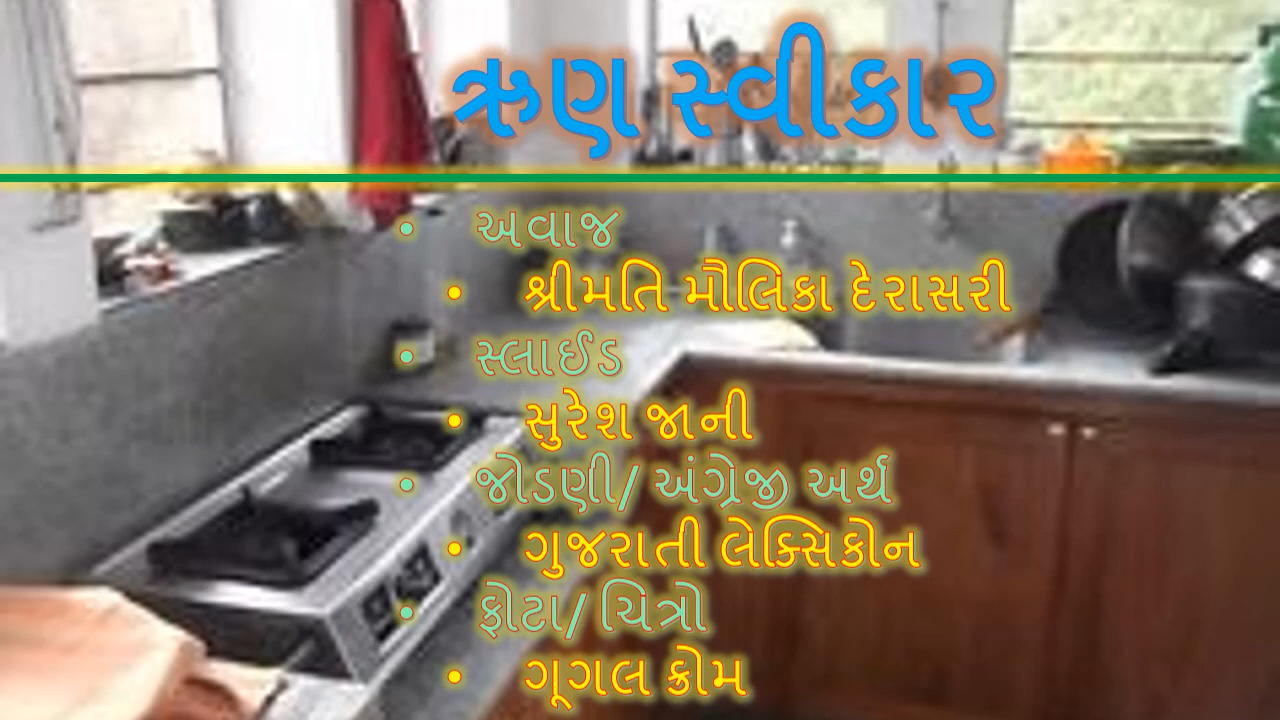 ઋણ સ્વીકાર
• અવાજ
• શ્રીમતિ મૌલિકા દેરાસરી
• સ્લાઈડ
• સુરેશ જાની
• જોડણી/ અંગ્રેજી અર્થ
• ગુજરાતી લેક્સિકોન
• ફોટા/ ચિત્રો
• ગૂગલ ક્રોમ